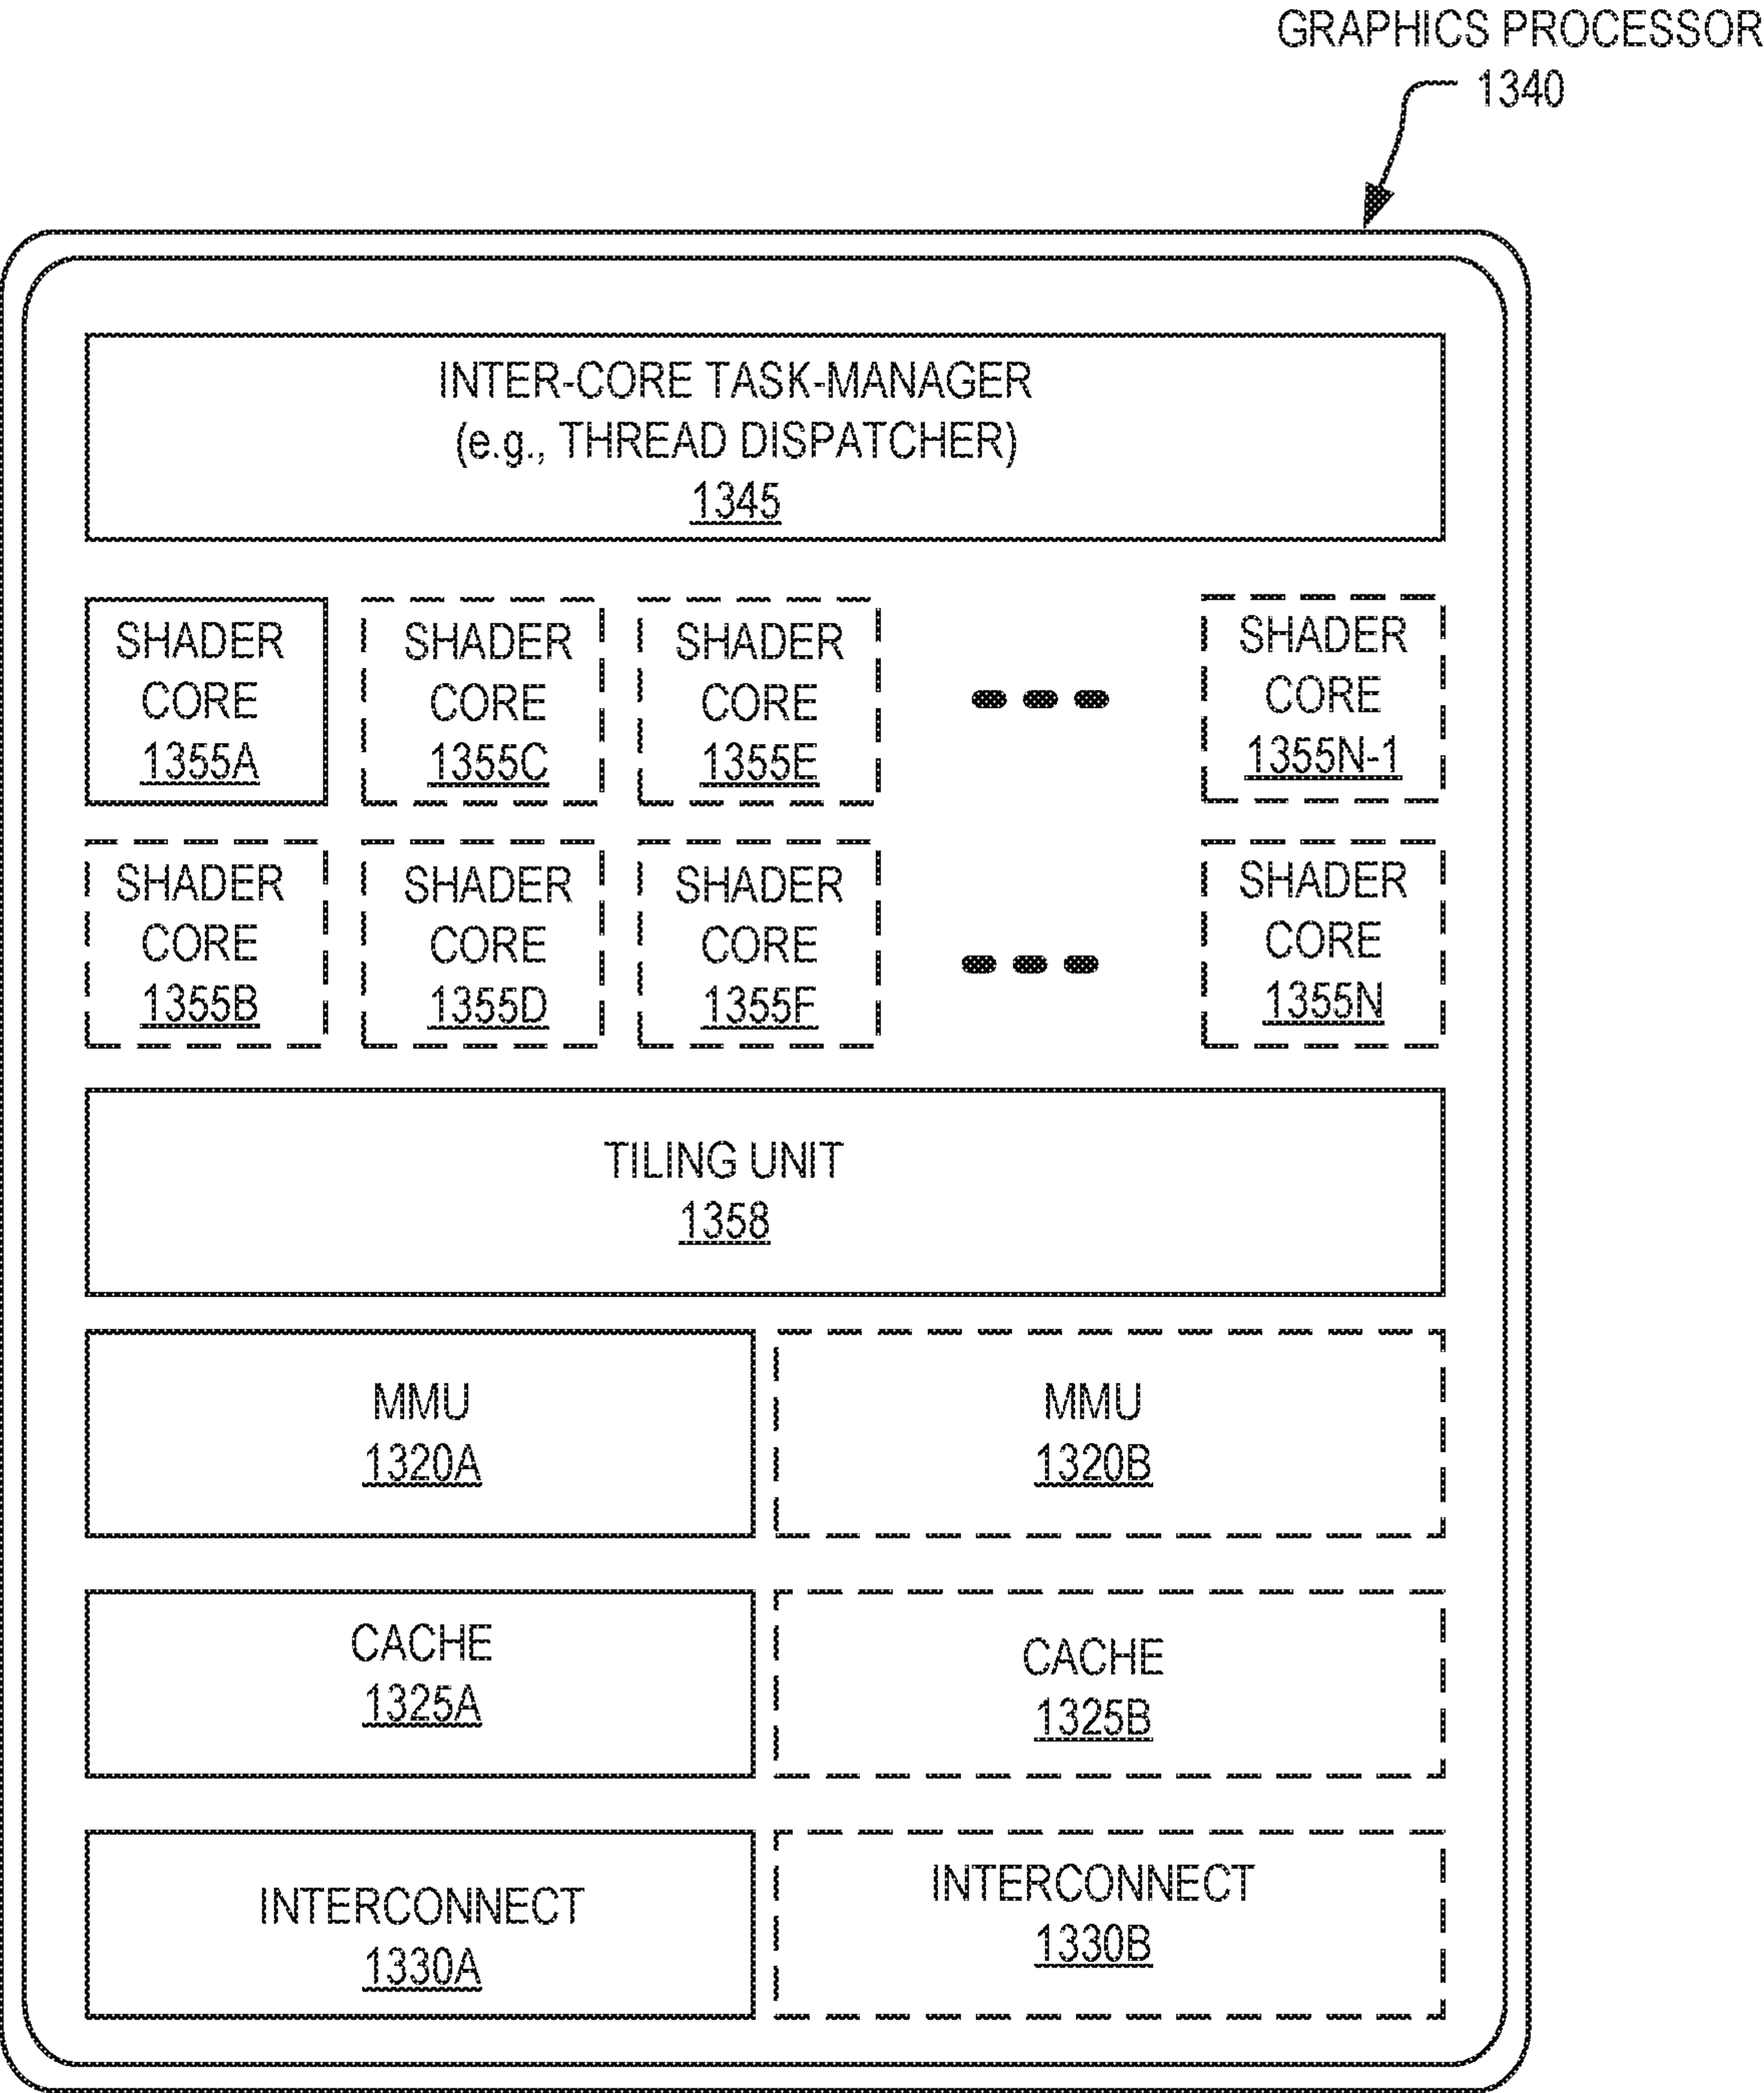 GRAPHICS PROCESSOR
1340
INTER-CORE TASK-MANAGER
(e.g., THREAD DISPATCHER)
1345
SHADER
CORE
1355A
SHADER
CORE
1355C
SHADER
CORE
1355E
SHADER
CORE
1355N-1
SHADER
CORE
1355B
SHADER
CORE
1355D
SHADER
CORE
1355F
SHADER
CORE
1355N
TILING UNIT
1358
MMU
1320A
MMU
1320B
CACHE
1325A
CACHE
1325B
INTERCONNECT
1330A
INTERCONNECT
1330B